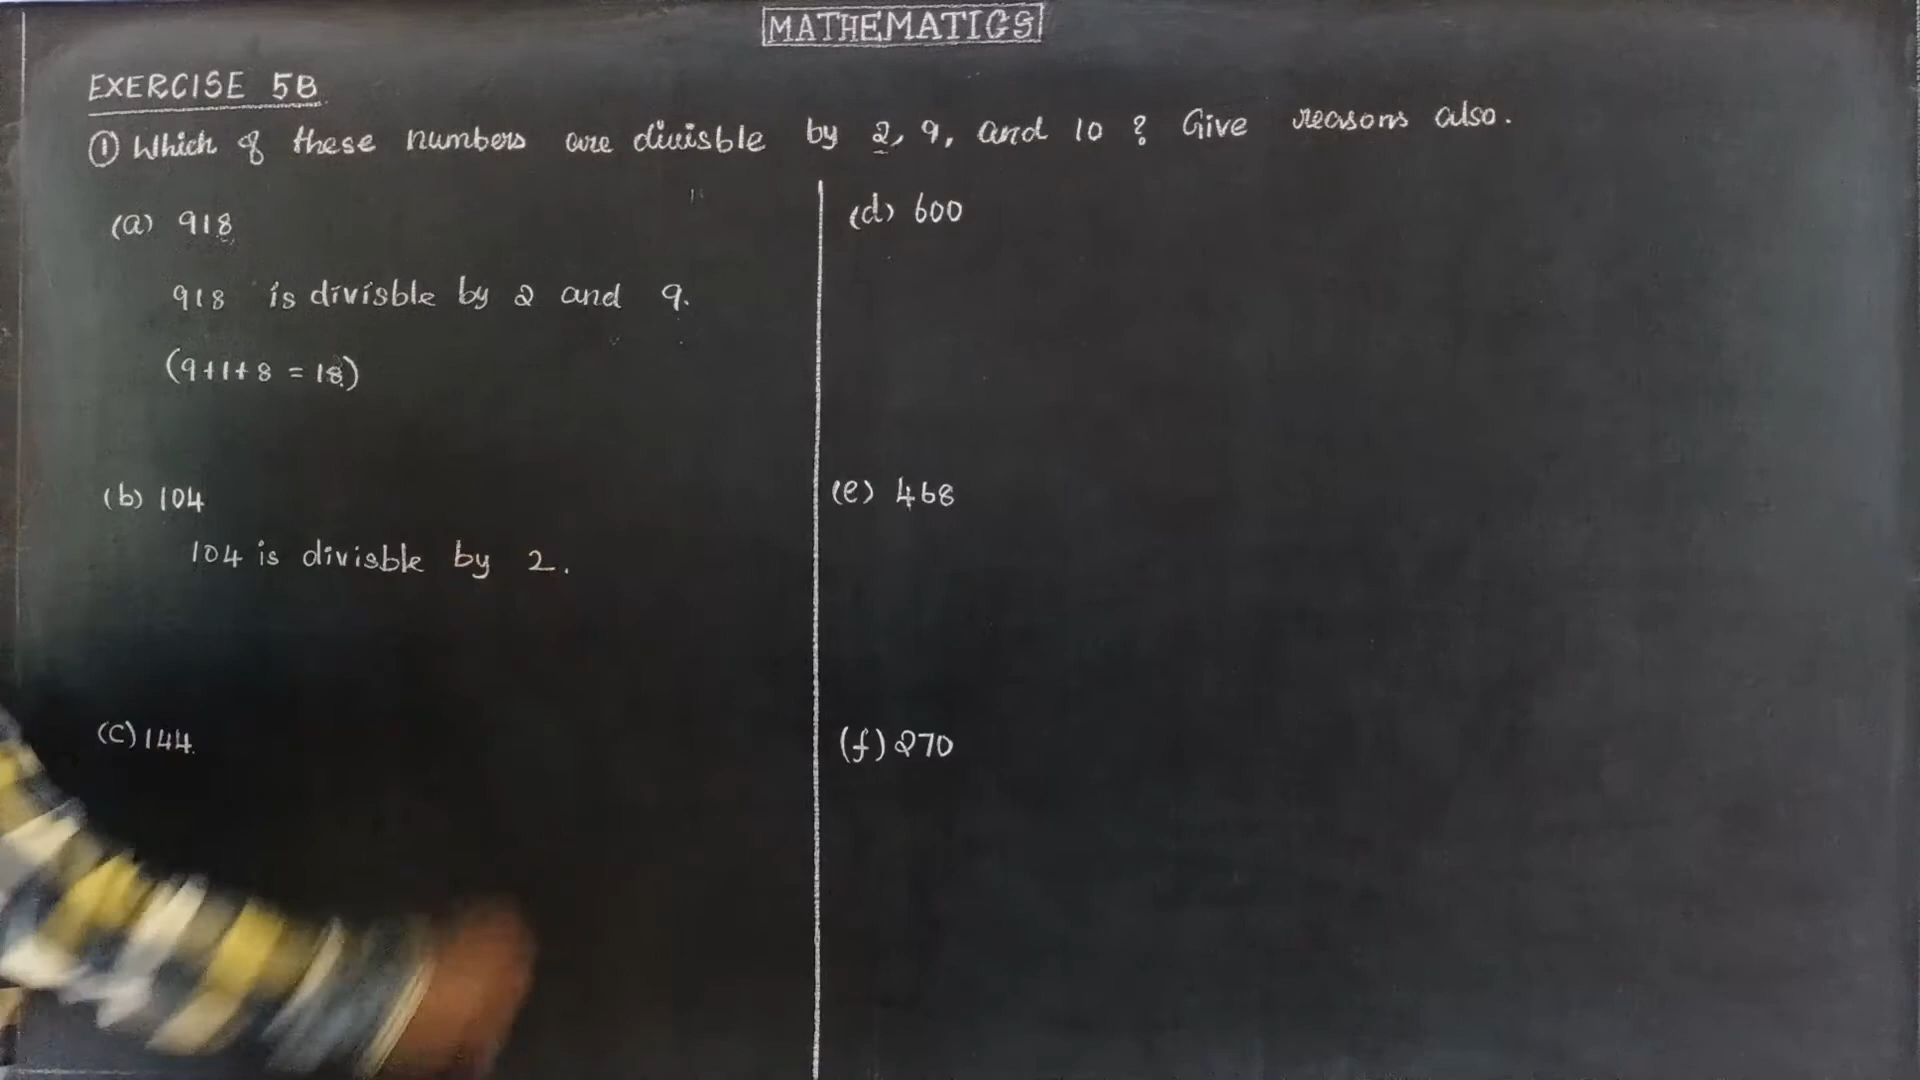 MATHEMATICS
EXERCISE 5B
① Which of these numbers are divisble by 2, 9, and 10 ? Give reasons also.
(a) 918
918 is divisble by 2 and 9.
(9+1+8 = 18)
(b) 104
104 is divisble by 2.
(C) 144
(d) 600
(e) 468
(f) 270